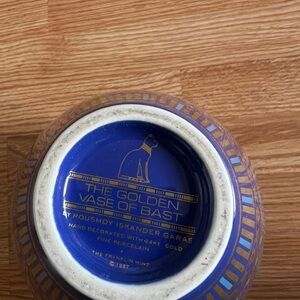 THE GOLDEN
VASE OF BAST
BY ROUSHDY ISKANDER GARAS
HAND DECORATED WITH 24KT GOLD
FINE PORCELAIN
THE FRANKLIN MINT
© 1987